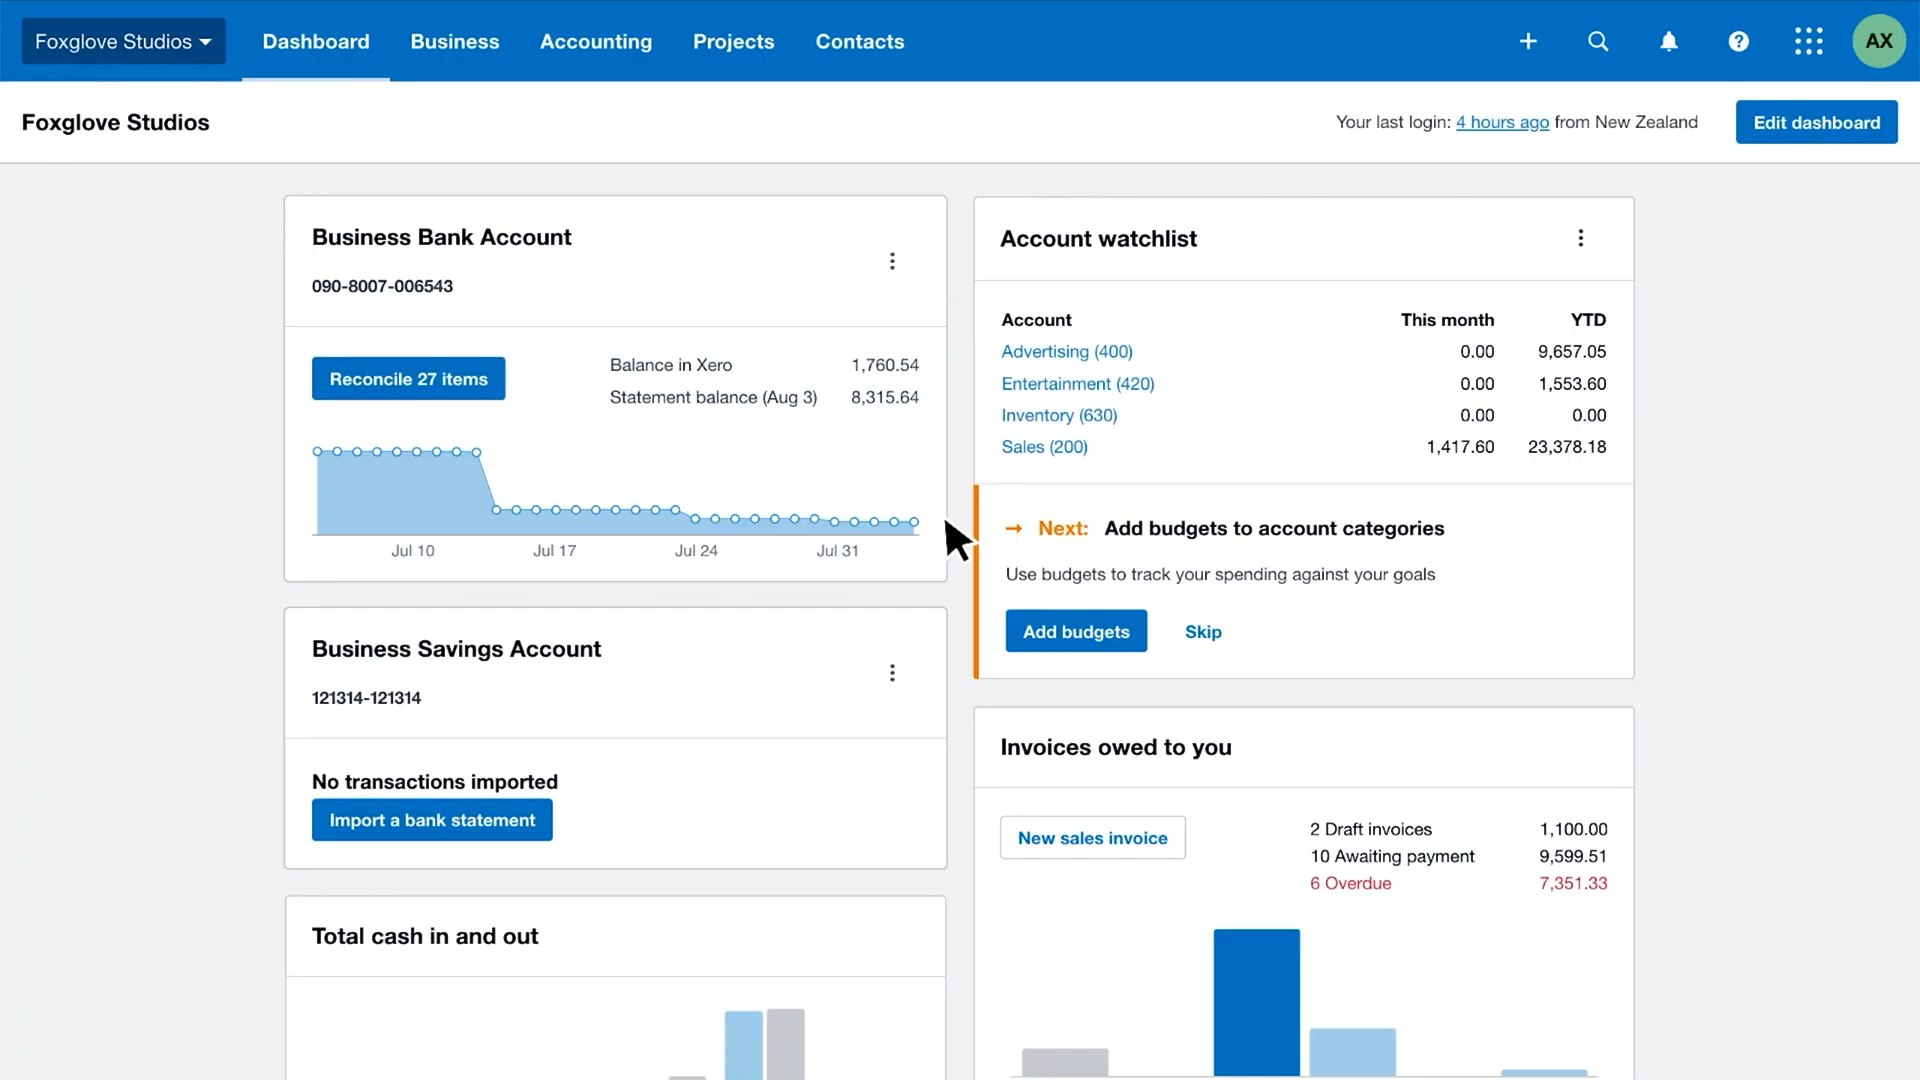 Foxglove Studios
Dashboard
Business
Accounting
Projects
Contacts
AX
Foxglove Studios
Your last login: 4 hours ago from New Zealand
Edit dashboard
Business Bank Account
090-8007-006543
Reconcile 27 items
Balance in Xero 1,760.54
Statement balance (Aug 3) 8,315.64
Jul 10 Jul 17 Jul 24 Jul 31
Business Savings Account
121314-121314
No transactions imported
Import a bank statement
Total cash in and out
Account watchlist
Account This month YTD
Advertising (400) 0.00 9,657.05
Entertainment (420) 0.00 1,553.60
Inventory (630) 0.00 0.00
Sales (200) 1,417.60 23,378.18
→ Next: Add budgets to account categories
Use budgets to track your spending against your goals
Add budgets
Skip
Invoices owed to you
New sales invoice
2 Draft invoices 1,100.00
10 Awaiting payment 9,599.51
6 Overdue 7,351.33